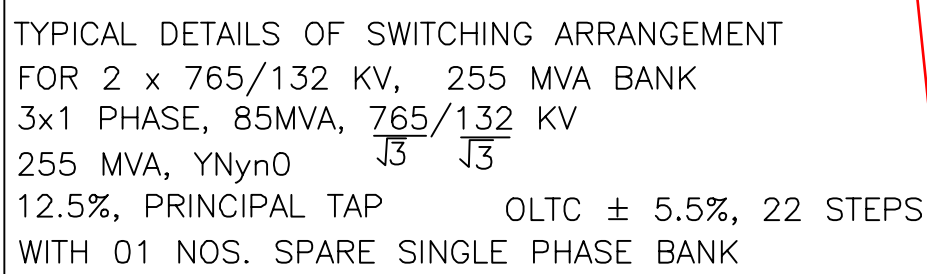 TYPICAL DETAILS OF SWITCHING ARRANGEMENT
FOR 2 x 765/132 KV, 255 MVA BANK
3x1 PHASE, 85MVA, 765/√3/132/√3 KV
255 MVA, YNyn0
12.5%, PRINCIPAL TAP OLTC ± 5.5%, 22 STEPS
WITH 01 NOS. SPARE SINGLE PHASE BANK